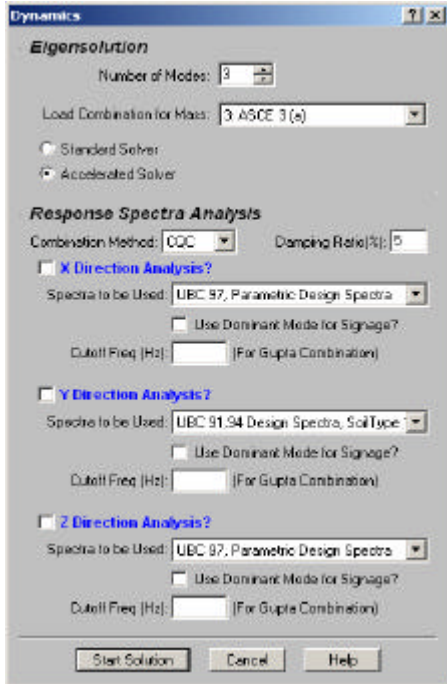 Dynamics
Eigensolution
Number of Modes: 3
Load Combination for Mass: 3: ASCE 3 (a)
Standard Solver
Accelerated Solver
Response Spectra Analysis
Combination Method: CQC Damping Ratio(%): 5
X Direction Analysis?
Spectra to be Used: UBC 97, Parametric Design Spectra
Use Dominant Mode for Signage?
Cutoff Freq (Hz): (For Gupta Combination)
Y Direction Analysis?
Spectra to be Used: UBC 91,94 Design Spectra, Soil Type
Use Dominant Mode for Signage?
Cutoff Freq (Hz): (For Gupta Combination)
Z Direction Analysis?
Spectra to be Used: UBC 97, Parametric Design Spectra
Use Dominant Mode for Signage?
Cutoff Freq (Hz): (For Gupta Combination)
Start Solution Cancel Help